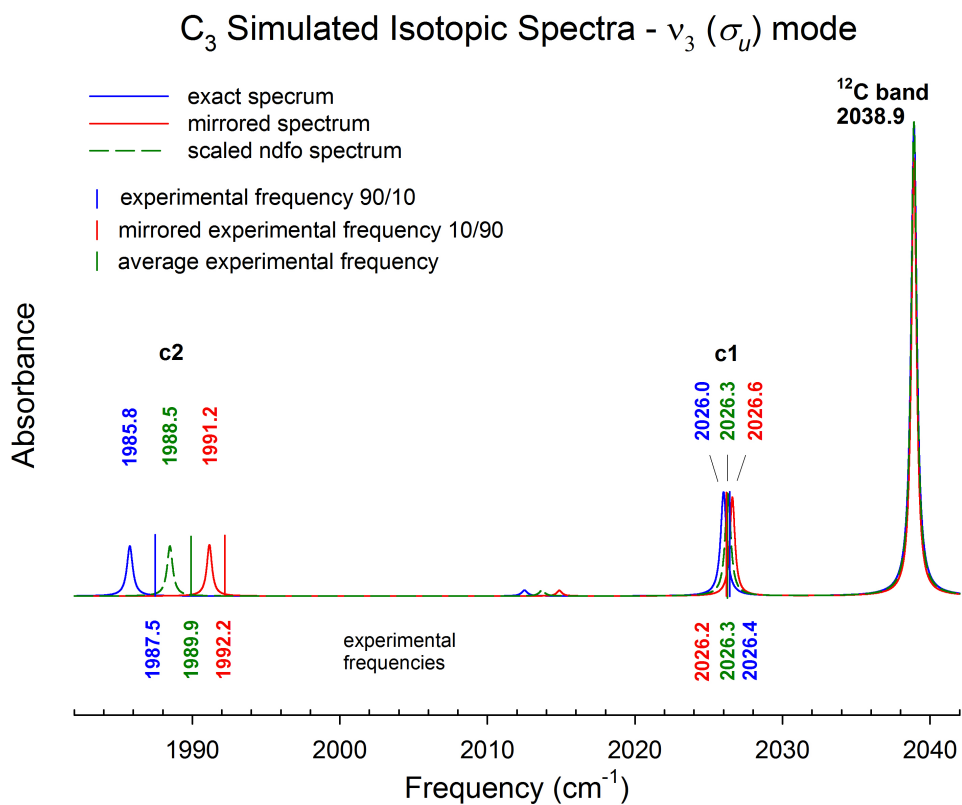 C3 Simulated Isotopic Spectra - ν3 (σu) mode
exact specrum
mirrored spectrum
scaled ndfo spectrum
experimental frequency 90/10
mirrored experimental frequency 10/90
average experimental frequency
12C band
2038.9
c2
c1
1985.8
1988.5
1991.2
2026.0
2026.3
2026.6
1987.5
1989.9
1992.2
experimental
frequencies
2026.2
2026.3
2026.4
Absorbance
1990 2000 2010 2020 2030 2040
Frequency (cm-1)